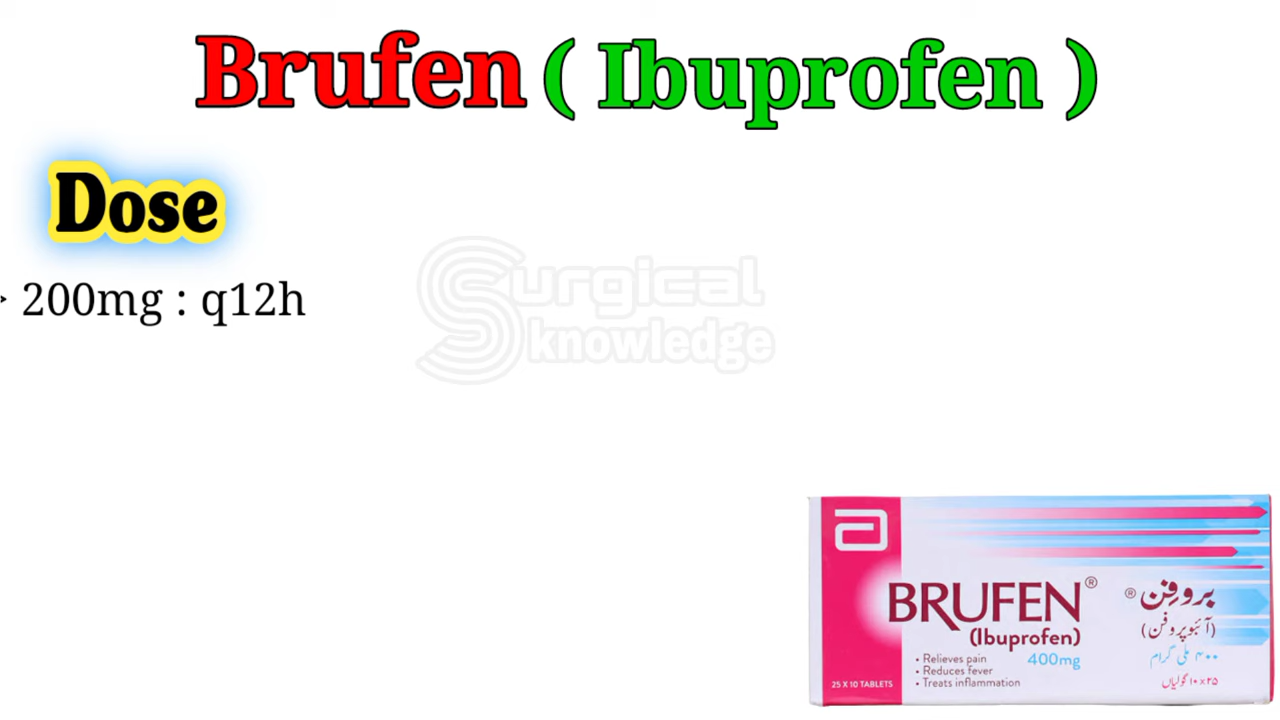 Brufen ( Ibuprofen )
Dose
200mg : q12h
Surgical
knowledge
BRUFEN®
(Ibuprofen)
400mg
• Relieves pain
• Reduces fever
• Treats inflammation
25 X 10 TABLETS
بروفن ®
(آئبوپروفن)
۴۰۰ ملی گرام
۲۵×۱۰ گولیاں